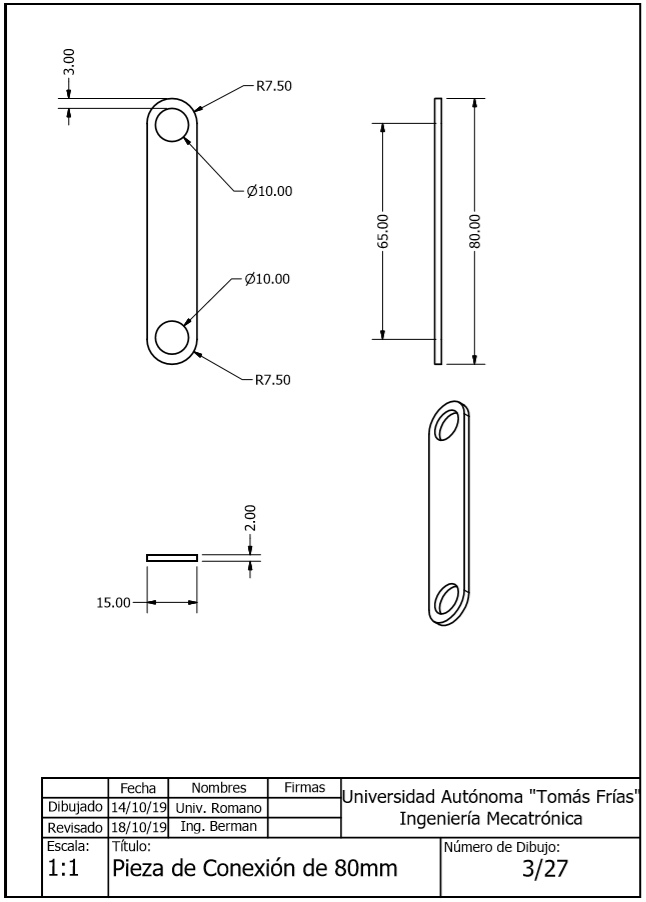 3.00
R7.50
Ø10.00
Ø10.00
R7.50
65.00
80.00
2.00
15.00
Fecha Nombres Firmas
Dibujado 14/10/19 Univ. Romano
Revisado 18/10/19 Ing. Berman
Universidad Autónoma "Tomás Frías"
Ingeniería Mecatrónica
Escala: Título: Número de Dibujo:
1:1 Pieza de Conexión de 80mm 3/27